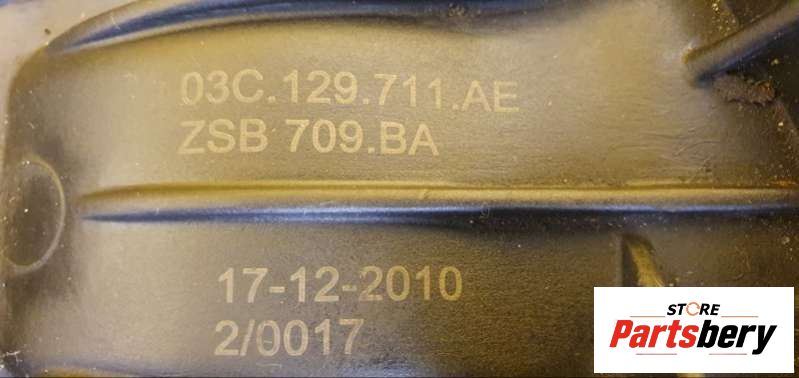 03C.129.711.AE
ZSB 709.BA
17-12-2010
2/0017
STORE
Partsbery